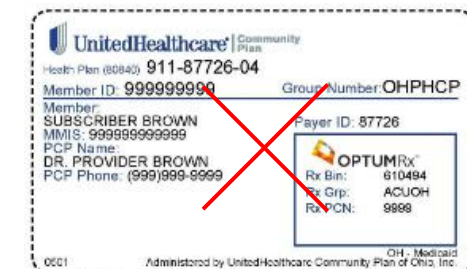 UnitedHealthcare Community Plan
Health Plan (80840) 911-87726-04
Member ID: 999999999 Group Number: OHPHCP
Member:
SUBSCRIBER BROWN
MMIS: 999999999999
PCP Name:
DR. PROVIDER BROWN
PCP Phone: (999)999-9999
Payer ID: 87726
OPTUMRx®
Rx Bin: 610494
Rx Grp: ACUOH
Rx PCN: 9999
OH - Medicaid
0501 Administered by UnitedHealthcare Community Plan of Ohio, Inc.